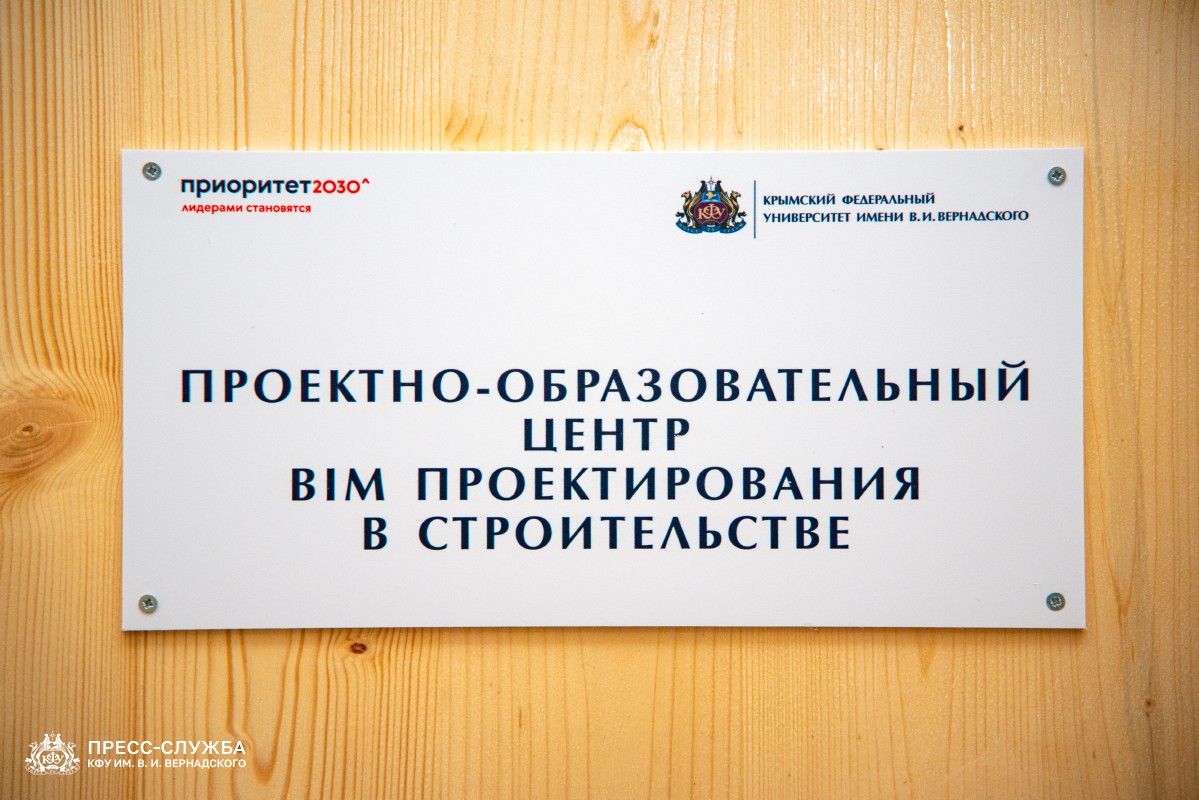 приоритет2030^
лидерами становятся
КФУ
КРЫМСКИЙ ФЕДЕРАЛЬНЫЙ
УНИВЕРСИТЕТ ИМЕНИ В. И. ВЕРНАДСКОГО
ПРОЕКТНО-ОБРАЗОВАТЕЛЬНЫЙ
ЦЕНТР
BIM ПРОЕКТИРОВАНИЯ
В СТРОИТЕЛЬСТВЕ
ПРЕСС-СЛУЖБА
КФУ ИМ. В. И. ВЕРНАДСКОГО